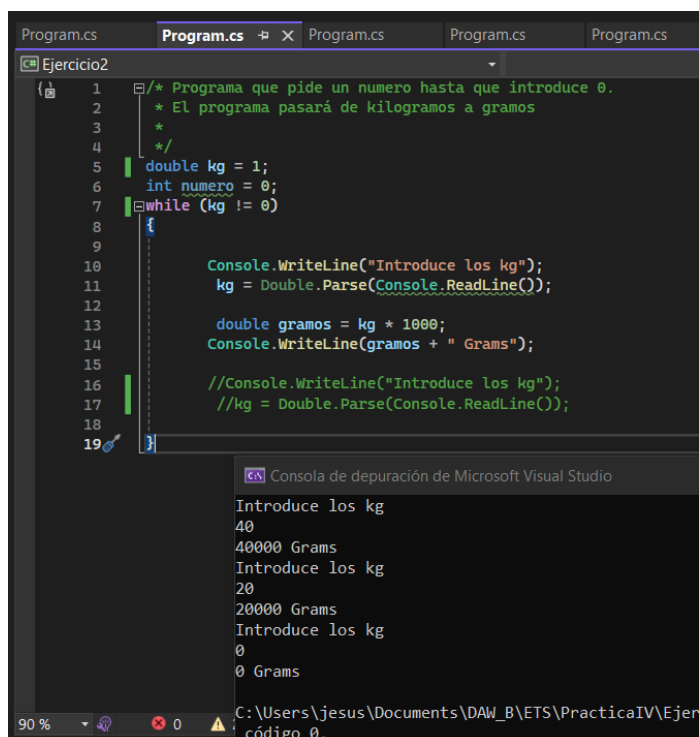 Program.cs Program.cs Program.cs Program.cs Program.cs
C# Ejercicio2
1 /* Programa que pide un numero hasta que introduce 0.
2 * El programa pasará de kilogramos a gramos
3 *
4 */
5 double kg = 1;
6 int numero = 0;
7 while (kg != 0)
8 {
9
10 Console.WriteLine("Introduce los kg");
11 kg = Double.Parse(Console.ReadLine());
12
13 double gramos = kg * 1000;
14 Console.WriteLine(gramos + " Grams");
15
16 //Console.WriteLine("Introduce los kg");
17 //kg = Double.Parse(Console.ReadLine());
18
19 }
Consola de depuración de Microsoft Visual Studio
Introduce los kg
40
40000 Grams
Introduce los kg
20
20000 Grams
Introduce los kg
0
0 Grams
C:\Users\jesus\Documents\DAW_B\ETS\PracticaIV\Ejer
código 0.
90 % 0